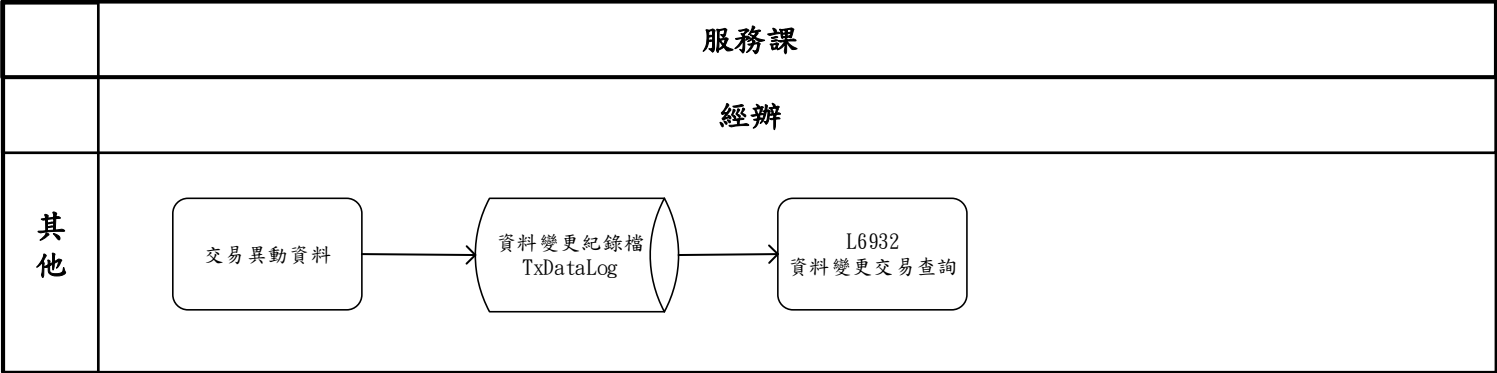 服務課
經辦
其
他
交易異動資料
資料變更紀錄檔
TxDataLog
L6932
資料變更交易查詢